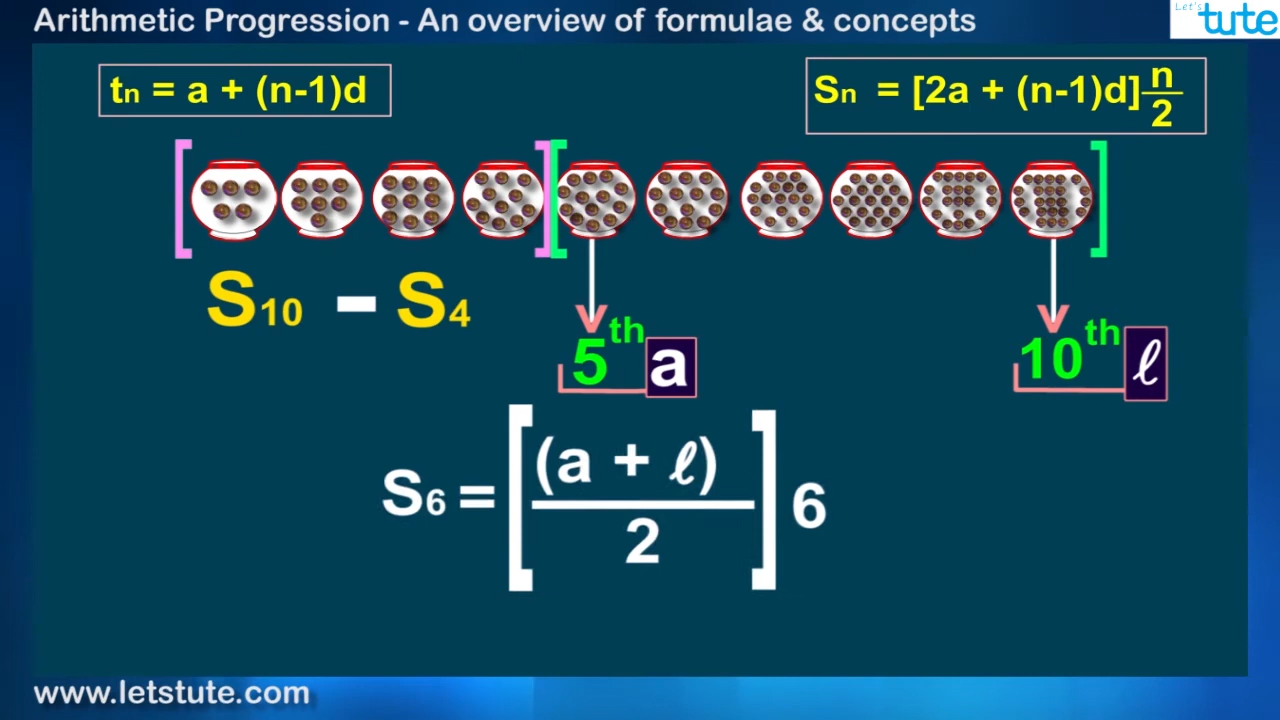 Arithmetic Progression - An overview of formulae & concepts
Let's
tute
tn = a + (n-1)d
Sn = [2a + (n-1)d] n/2
S10 - S4
5th a
10th ℓ
S6 = [(a + ℓ)/2] 6
www.letstute.com